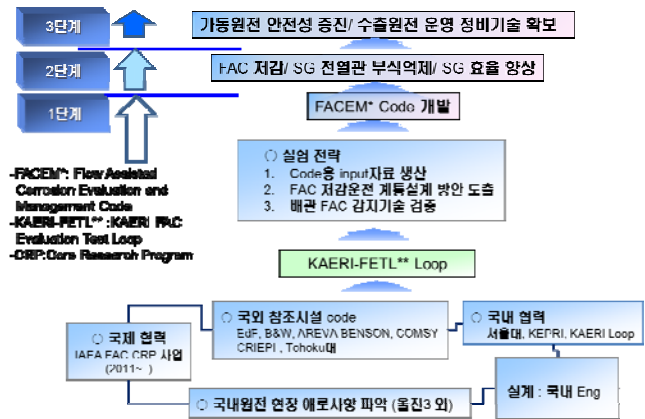 3단계
가동원전 안전성 증진/ 수출원전 운영 정비기술 확보
2단계
FAC 저감/ SG 전열관 부식억제/ SG 효율 향상
1단계
FACEM* Code 개발
-FACEM*: Flow Assisted
Corrosion Evaluation and
Management Code
-KAERI-FETL** :KAERI FAC
Evaluation Test Loop
-CRP:Core Research Program
○ 실험 전략
1. Code용 input자료 생산
2. FAC 저감운전 계통설계 방안 도출
3. 배관 FAC 감지기술 검증
KAERI-FETL** Loop
○ 국제 협력
IAEA FAC CRP 사업
(2011~ )
○ 국외 참조시설 code
EdF, B&W, AREVA BENSON, COMSY
CRIEPI , Tohoku대
○ 국내 협력
서울대, KEPRI, KAERI Loop
○ 국내원전 현장 애로사항 파악 (울진3 외)
설계 : 국내 Eng